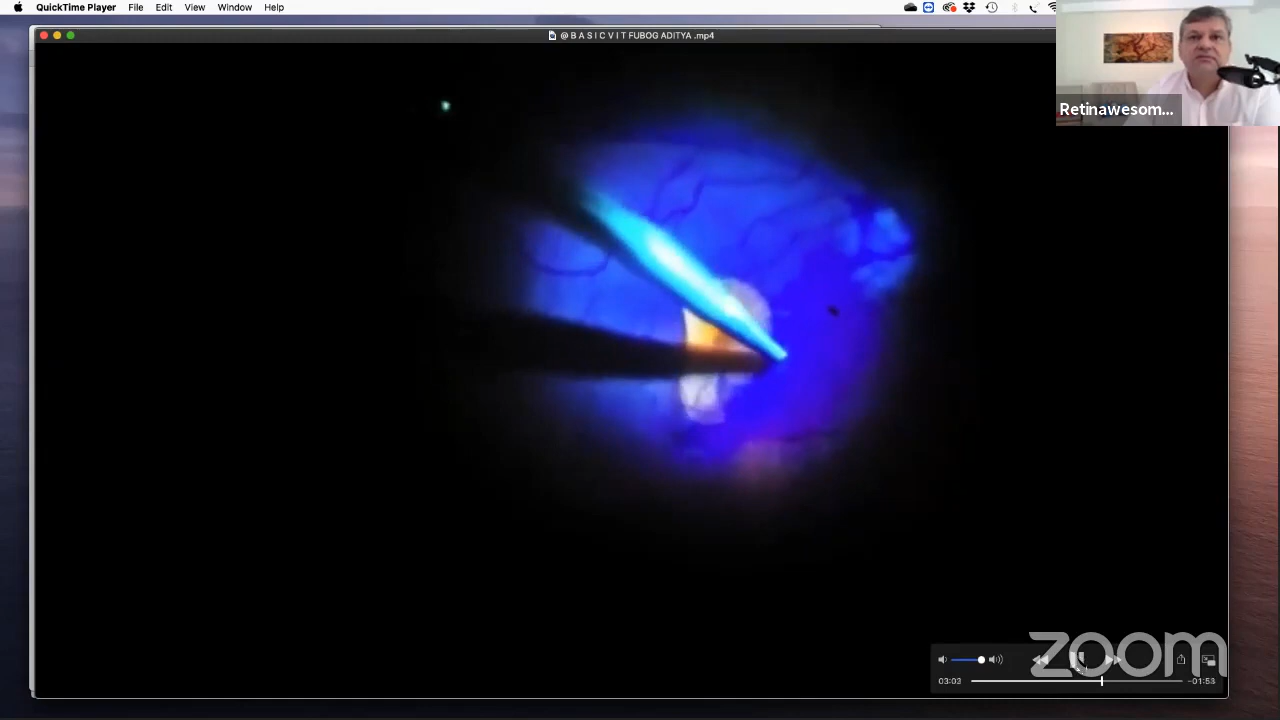 QuickTime Player File Edit View Window Help
@ B A S I C V I T FUBOG ADITYA .mp4
Retinawesom...
zoom
03:03
-01:53